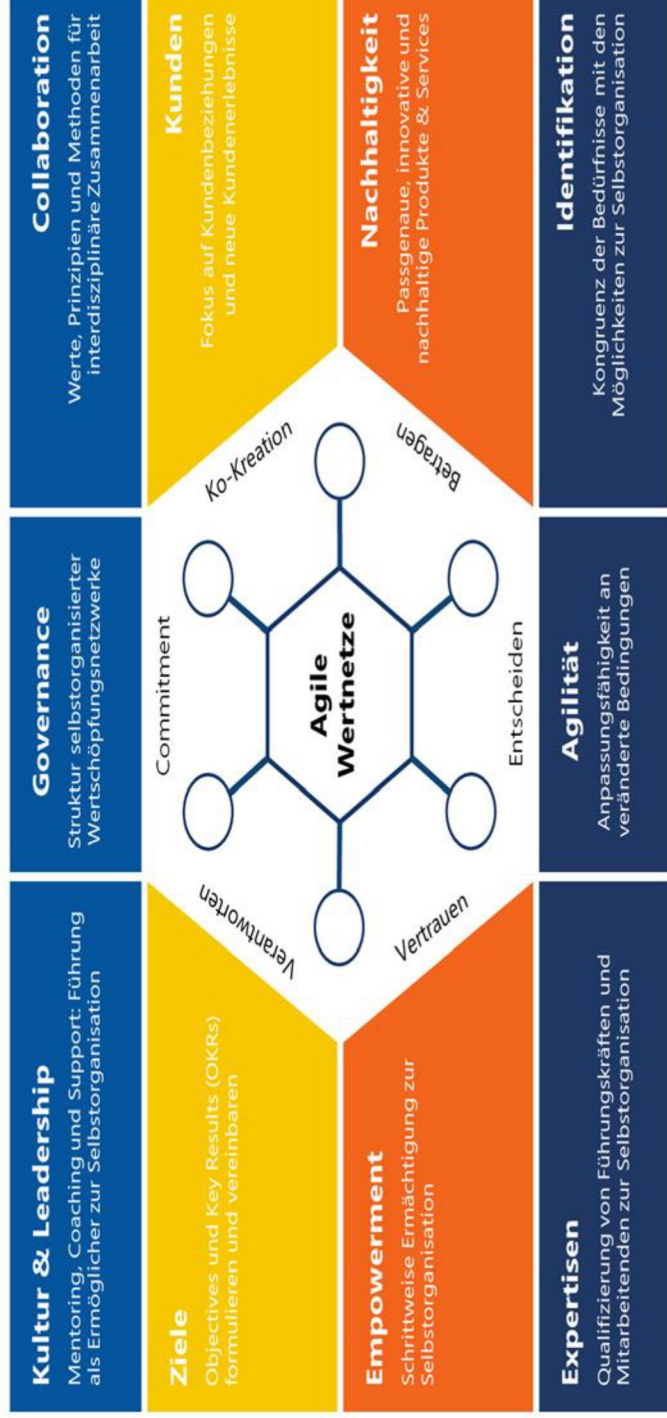 Kultur & Leadership
Mentoring, Coaching und Support: Führung
als Ermöglicher zur Selbstorganisation
Governance
Struktur selbstorganisierter
Wertschöpfungsnetzwerke
Collaboration
Werte, Prinzipien und Methoden für
interdisziplinäre Zusammenarbeit
Ziele
Objectives und Key Results (OKRs)
formulieren und vereinbaren
Kunden
Fokus auf Kundenbeziehungen
und neue Kundenerlebnisse
Verantworten
Commitment
Ko-Kreation
Agile
Wertnetze
Vertrauen
Entscheiden
Betragen
Empowerment
Schrittweise Ermächtigung zur
Selbstorganisation
Nachhaltigkeit
Passgenaue, innovative und
nachhaltige Produkte & Services
Expertisen
Qualifizierung von Führungskräften und
Mitarbeitenden zur Selbstorganisation
Agilität
Anpassungsfähigkeit an
veränderte Bedingungen
Identifikation
Kongruenz der Bedürfnisse mit den
Möglichkeiten zur Selbstorganisation